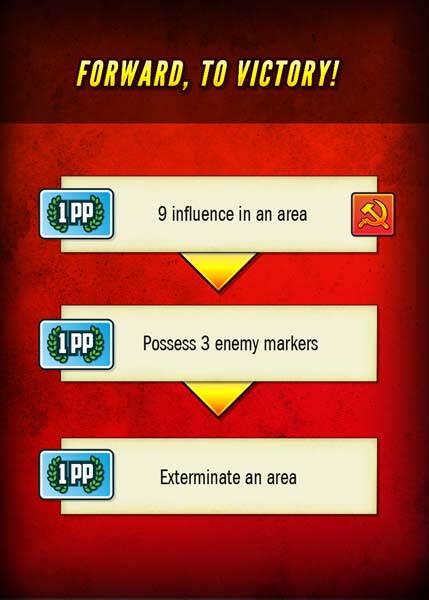 FORWARD, TO VICTORY!
1 PP
9 influence in an area
1 PP
Possess 3 enemy markers
1 PP
Exterminate an area